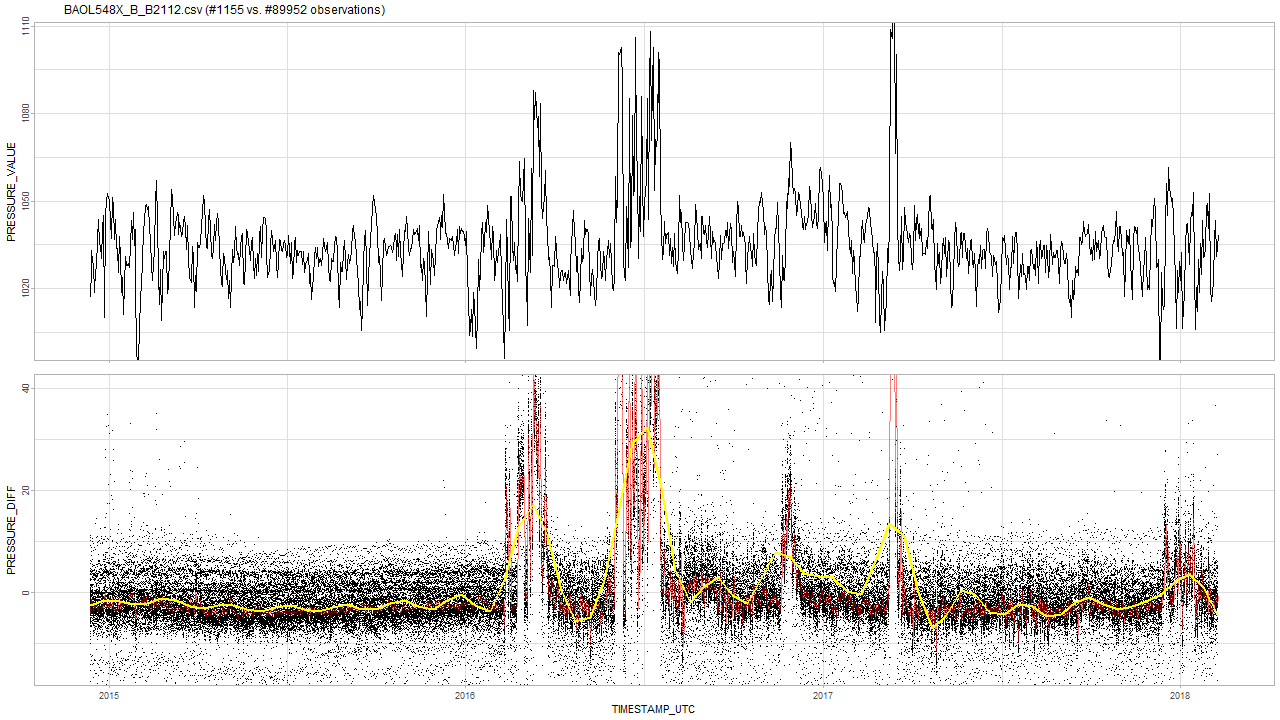 BAOL548X_B_B2112.csv (#1155 vs. #89952 observations)
PRESSURE_VALUE
1110
1080
1050
1020
PRESSURE_DIFF
40
20
0
2015 2016 2017 2018
TIMESTAMP_UTC